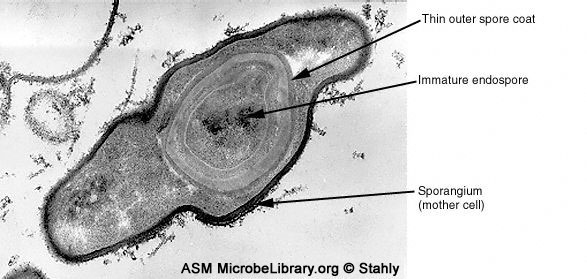 Thin outer spore coat
Immature endospore
Sporangium
(mother cell)
ASM MicrobeLibrary.org © Stahly